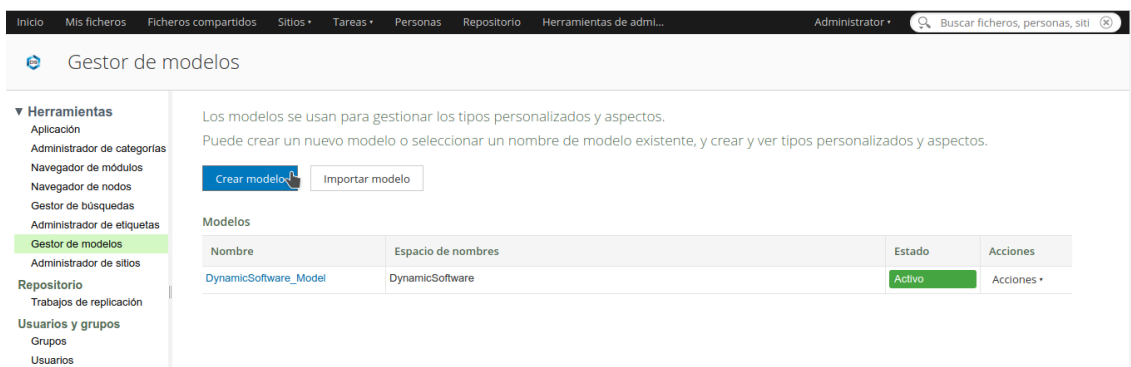 Inicio Mis ficheros Ficheros compartidos Sitios Tareas Personas Repositorio Herramientas de admi... Administrator Buscar ficheros, personas, siti
Gestor de modelos
Herramientas
Aplicación
Administrador de categorías
Navegador de módulos
Navegador de nodos
Gestor de búsquedas
Administrador de etiquetas
Gestor de modelos
Administrador de sitios
Repositorio
Trabajos de replicación
Usuarios y grupos
Grupos
Usuarios
Los modelos se usan para gestionar los tipos personalizados y aspectos.
Puede crear un nuevo modelo o seleccionar un nombre de modelo existente, y crear y ver tipos personalizados y aspectos.
Crear modelo Importar modelo
Modelos
Nombre Espacio de nombres Estado Acciones
DynamicSoftware_Model DynamicSoftware Activo Acciones